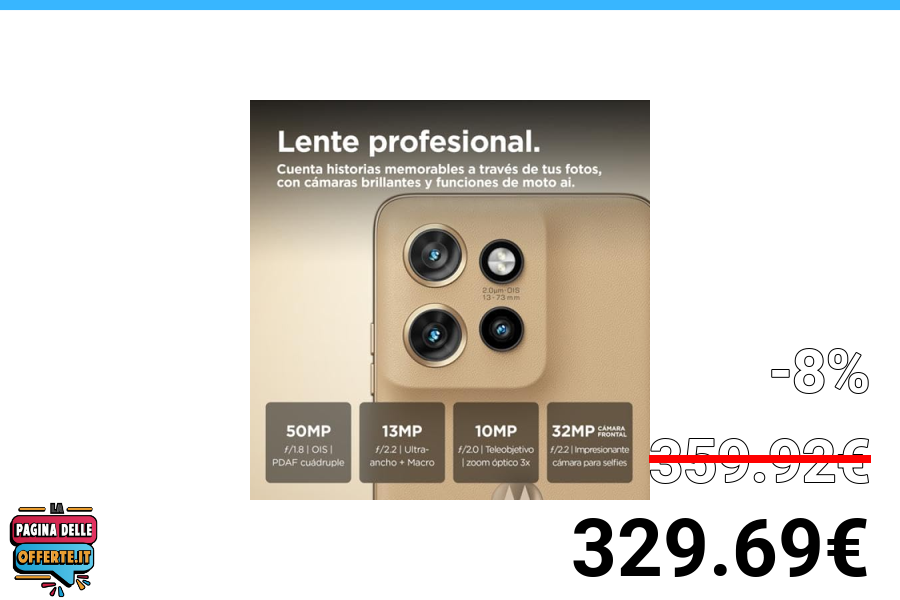 Lente profesional.
Cuenta historias memorables a través de tus fotos,
con cámaras brillantes y funciones de moto ai.
2.0µm OIS
13-73 mm
50MP
ƒ/1.8 | OIS |
PDAF cuádruple
13MP
ƒ/2.2 | Ultra-
ancho + Macro
10MP
ƒ/2.0 | Teleobjetivo
| zoom óptico 3x
32MP CÁMARA FRONTAL
ƒ/2.2 | Impresionante
cámara para selfies
-8%
359.92€
329.69€
LA
PAGINA DELLE
OFFERTE.IT